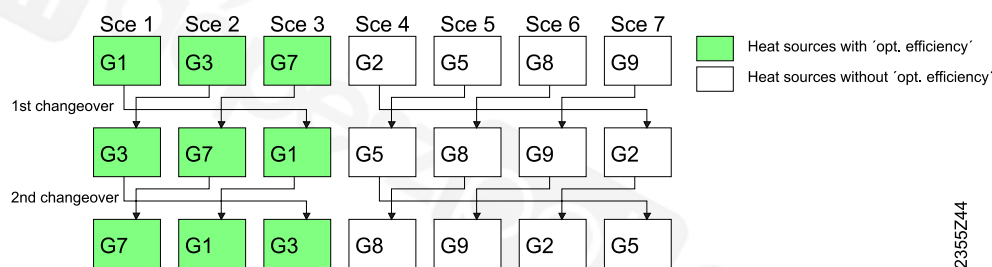 Sce 1 Sce 2 Sce 3 Sce 4 Sce 5 Sce 6 Sce 7
G1 G3 G7 G2 G5 G8 G9
Heat sources with ´opt. efficiency´
Heat sources without ´opt. efficiency´
1st changeover
G3 G7 G1 G5 G8 G9 G2
2nd changeover
G7 G1 G3 G8 G9 G2 G5
2355Z44